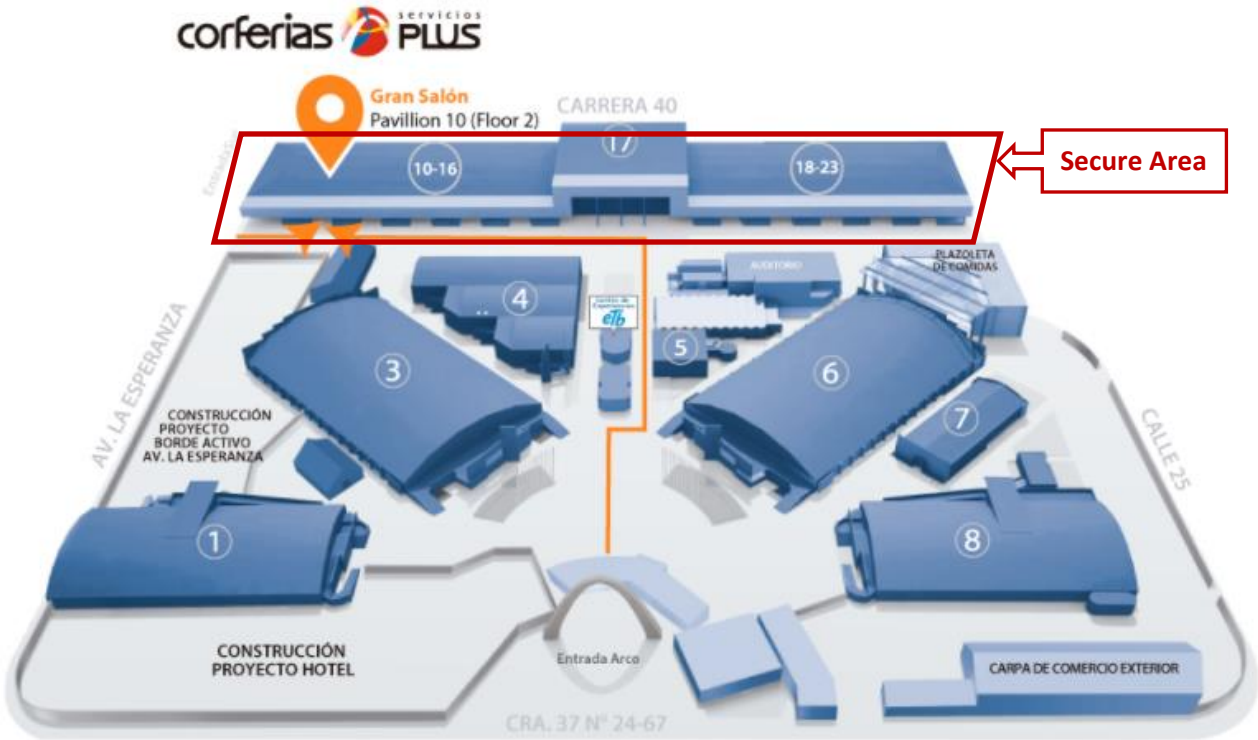 corferias servicios PLUS
Gran Salón
Pavillion 10 (Floor 2)
CARRERA 40
17
10-16
18-23
Secure Area
PLAZOLETA
DE COMIDAS
AUDITORIO
4
etb
5
3
6
7
AV. LA ESPERANZA
CALLE 25
CONSTRUCCIÓN
PROYECTO
BORDE ACTIVO
AV. LA ESPERANZA
1
8
CONSTRUCCIÓN
PROYECTO HOTEL
Entrada Arco
CARPA DE COMERCIO EXTERIOR
CRA. 37 N° 24-67